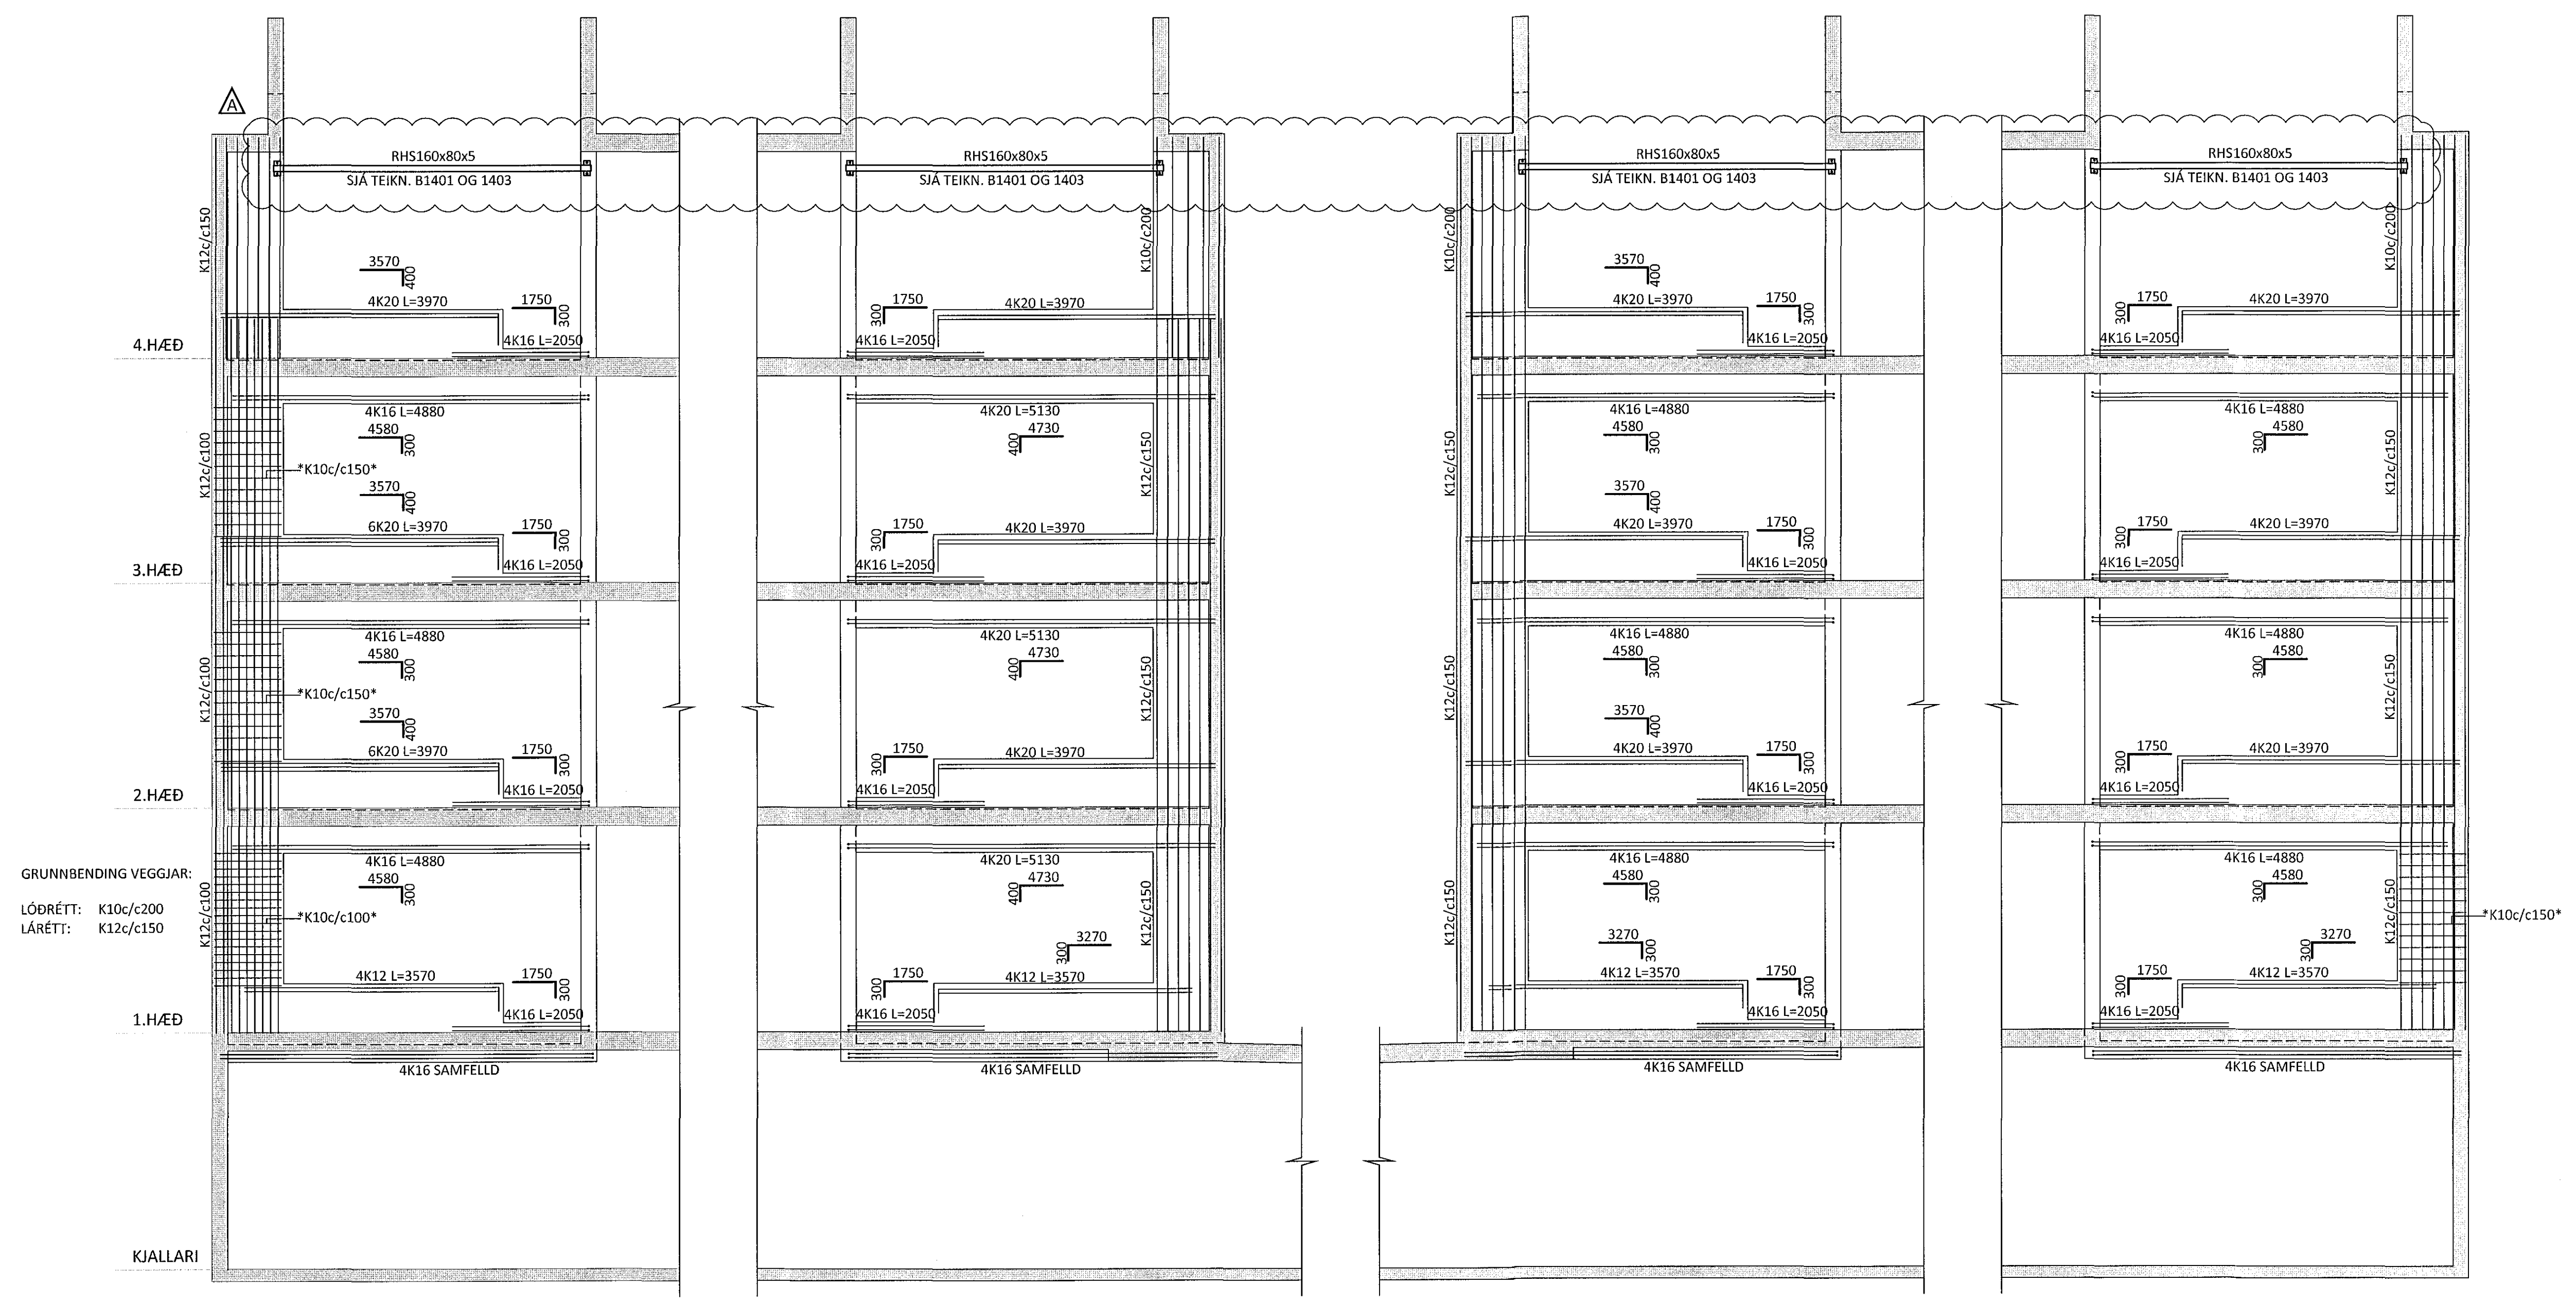 A
RHS160x80x5
SJÁ TEIKN. B1401 OG 1403
RHS160x80x5
SJÁ TEIKN. B1401 OG 1403
RHS160x80x5
SJÁ TEIKN. B1401 OG 1403
RHS160x80x5
SJÁ TEIKN. B1401 OG 1403
K12c/c150
K10c/c200
K10c/c200
K10c/c200
3570
400
4K20 L=3970
1750
300
4K16 L=2050
1750
300
4K20 L=3970
4K16 L=2050
3570
400
4K20 L=3970
1750
300
4K16 L=2050
1750
300
4K20 L=3970
4K16 L=2050
4.HÆÐ
4K16 L=4880
4580
300
K12c/c100
*K10c/c150*
3570
400
6K20 L=3970
1750
300
4K16 L=2050
4K20 L=5130
4730
400
K12c/c150
1750
300
4K20 L=3970
4K16 L=2050
K12c/c150
4K16 L=4880
4580
300
3570
400
4K20 L=3970
1750
300
4K16 L=2050
4K16 L=4880
4580
300
K12c/c150
1750
300
4K20 L=3970
4K16 L=2050
3.HÆÐ
4K16 L=4880
4580
300
K12c/c100
*K10c/c150*
3570
400
6K20 L=3970
1750
300
4K16 L=2050
4K20 L=5130
4730
400
K12c/c150
1750
300
4K20 L=3970
4K16 L=2050
K12c/c150
4K16 L=4880
4580
300
3570
400
4K20 L=3970
1750
300
4K16 L=2050
4K16 L=4880
4580
300
K12c/c150
1750
300
4K20 L=3970
4K16 L=2050
2.HÆÐ
GRUNNBENDING VEGGJAR:
LÓÐRÉTT: K10c/c200
LÁRÉTT: K12c/c150
4K16 L=4880
4580
300
K12c/c100
*K10c/c100*
4K12 L=3570
1750
300
4K16 L=2050
4K20 L=5130
4730
400
K12c/c150
3270
300
1750
300
4K12 L=3570
4K16 L=2050
K12c/c150
4K16 L=4880
4580
300
3270
300
4K12 L=3570
1750
300
4K16 L=2050
4K16 L=4880
4580
300
K12c/c150
*K10c/c150*
3270
300
1750
300
4K12 L=3570
4K16 L=2050
1.HÆÐ
4K16 SAMFELLD
4K16 SAMFELLD
4K16 SAMFELLD
4K16 SAMFELLD
KJALLARI